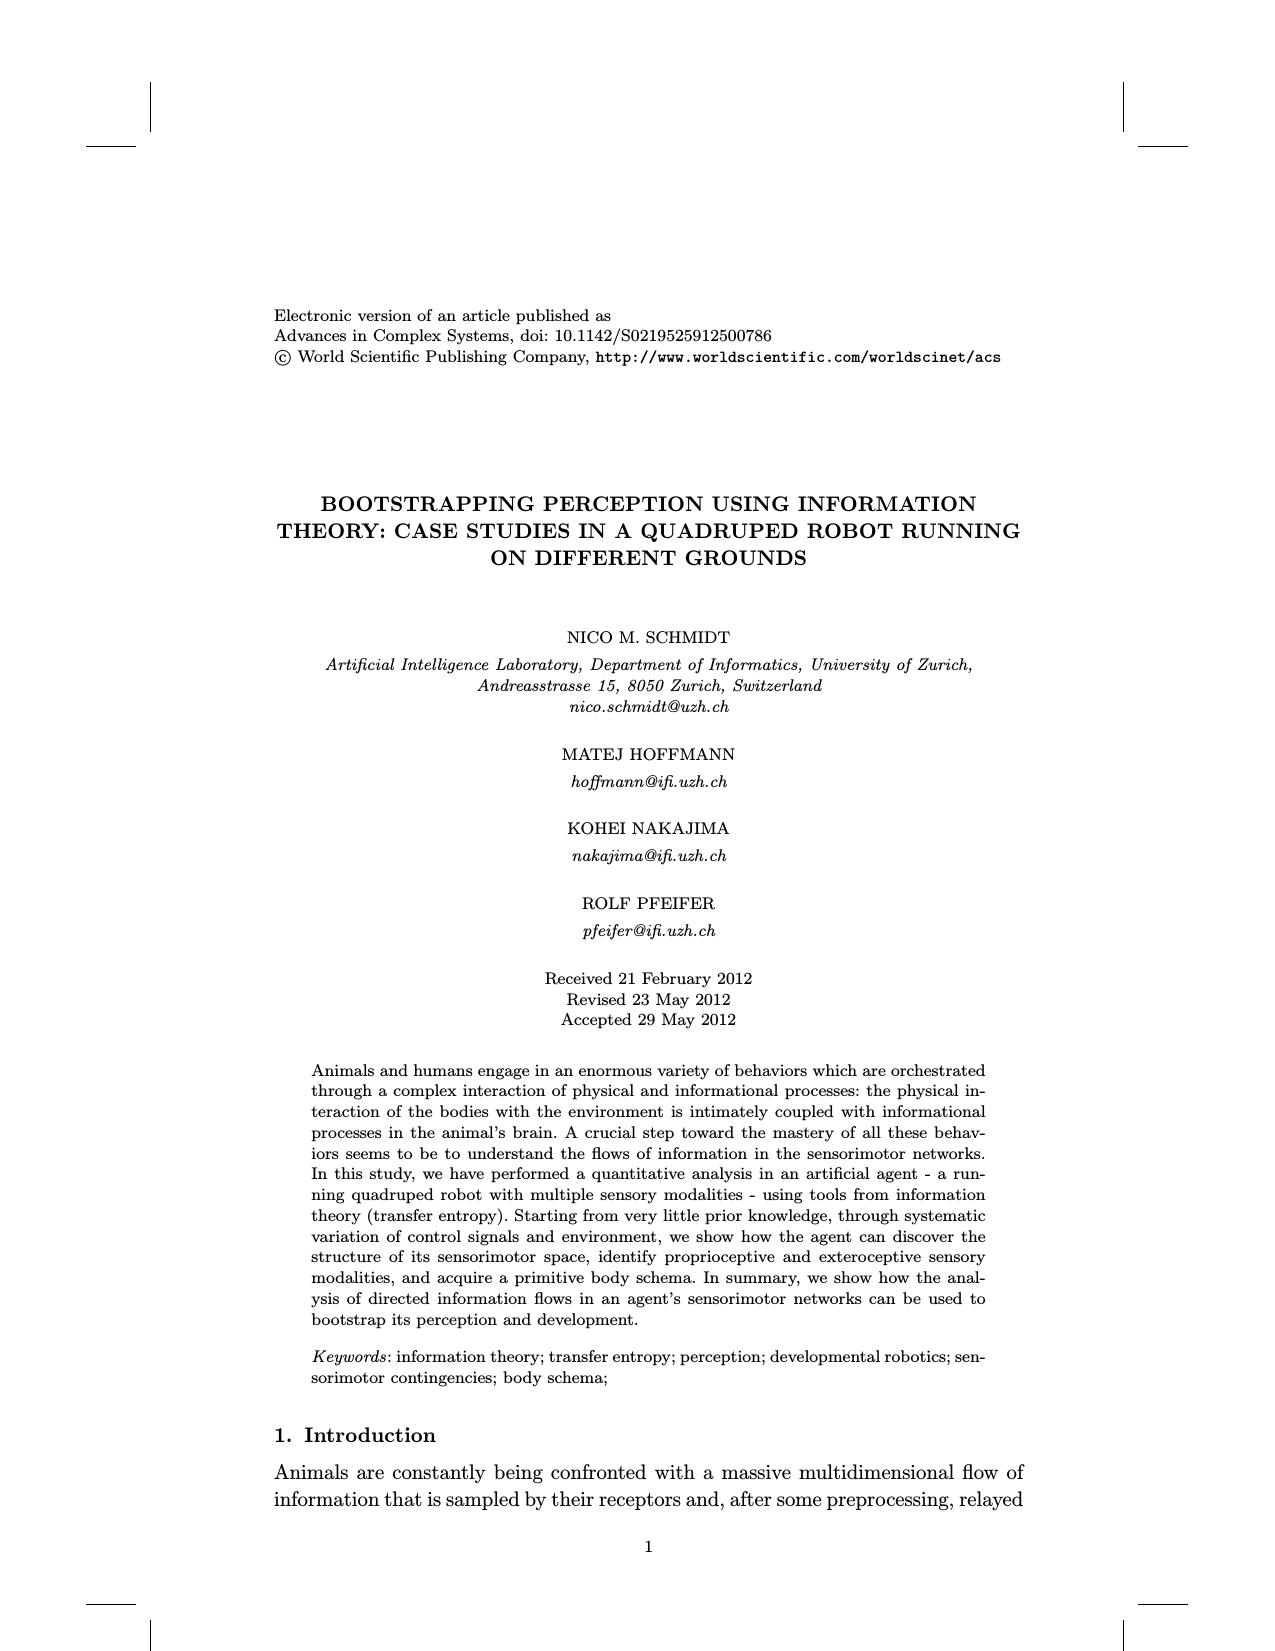 Electronic version of an article published as
Advances in Complex Systems, doi: 10.1142/S0219525912500786
© World Scientific Publishing Company, http://www.worldscientific.com/worldscinet/acs
BOOTSTRAPPING PERCEPTION USING INFORMATION
THEORY: CASE STUDIES IN A QUADRUPED ROBOT RUNNING
ON DIFFERENT GROUNDS
NICO M. SCHMIDT
Artificial Intelligence Laboratory, Department of Informatics, University of Zurich,
Andreasstrasse 15, 8050 Zurich, Switzerland
nico.schmidt@uzh.ch
MATEJ HOFFMANN
hoffmann@ifi.uzh.ch
KOHEI NAKAJIMA
nakajima@ifi.uzh.ch
ROLF PFEIFER
pfeifer@ifi.uzh.ch
Received 21 February 2012
Revised 23 May 2012
Accepted 29 May 2012
Animals and humans engage in an enormous variety of behaviors which are orchestrated
through a complex interaction of physical and informational processes: the physical in-
teraction of the bodies with the environment is intimately coupled with informational
processes in the animal's brain. A crucial step toward the mastery of all these behav-
iors seems to be to understand the flows of information in the sensorimotor networks.
In this study, we have performed a quantitative analysis in an artificial agent - a run-
ning quadruped robot with multiple sensory modalities - using tools from information
theory (transfer entropy). Starting from very little prior knowledge, through systematic
variation of control signals and environment, we show how the agent can discover the
structure of its sensorimotor space, identify proprioceptive and exteroceptive sensory
modalities, and acquire a primitive body schema. In summary, we show how the anal-
ysis of directed information flows in an agent's sensorimotor networks can be used to
bootstrap its perception and development.
Keywords: information theory; transfer entropy; perception; developmental robotics; sen-
sorimotor contingencies; body schema;
1. Introduction
Animals are constantly being confronted with a massive multidimensional flow of
information that is sampled by their receptors and, after some preprocessing, relayed
1